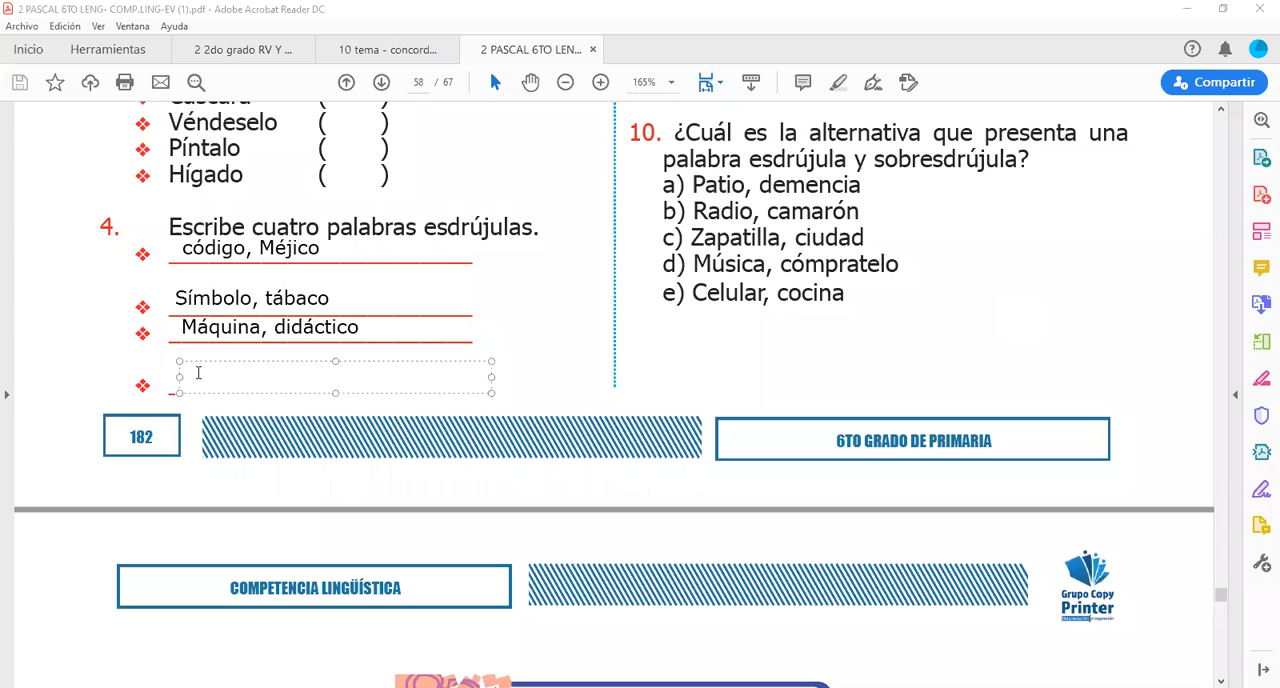 2 PASCAL 6TO LENG- COMP.LING-EV (1).pdf - Adobe Acrobat Reader DC
Archivo Edición Ver Ventana Ayuda
Inicio Herramientas 2 2do grado RV Y ... 10 tema - concord... 2 PASCAL 6TO LEN... ×
58 / 67 165% Compartir
Cáscara ( )
Véndeselo ( )
Píntalo ( )
Hígado ( )
4. Escribe cuatro palabras esdrújulas.
código, Méjico
Símbolo, tábaco
Máquina, didáctico
10. ¿Cuál es la alternativa que presenta una
palabra esdrújula y sobresdrújula?
a) Patio, demencia
b) Radio, camarón
c) Zapatilla, ciudad
d) Música, cómpratelo
e) Celular, cocina
182
6TO GRADO DE PRIMARIA
COMPETENCIA LINGÜÍSTICA
Grupo Copy
Printer